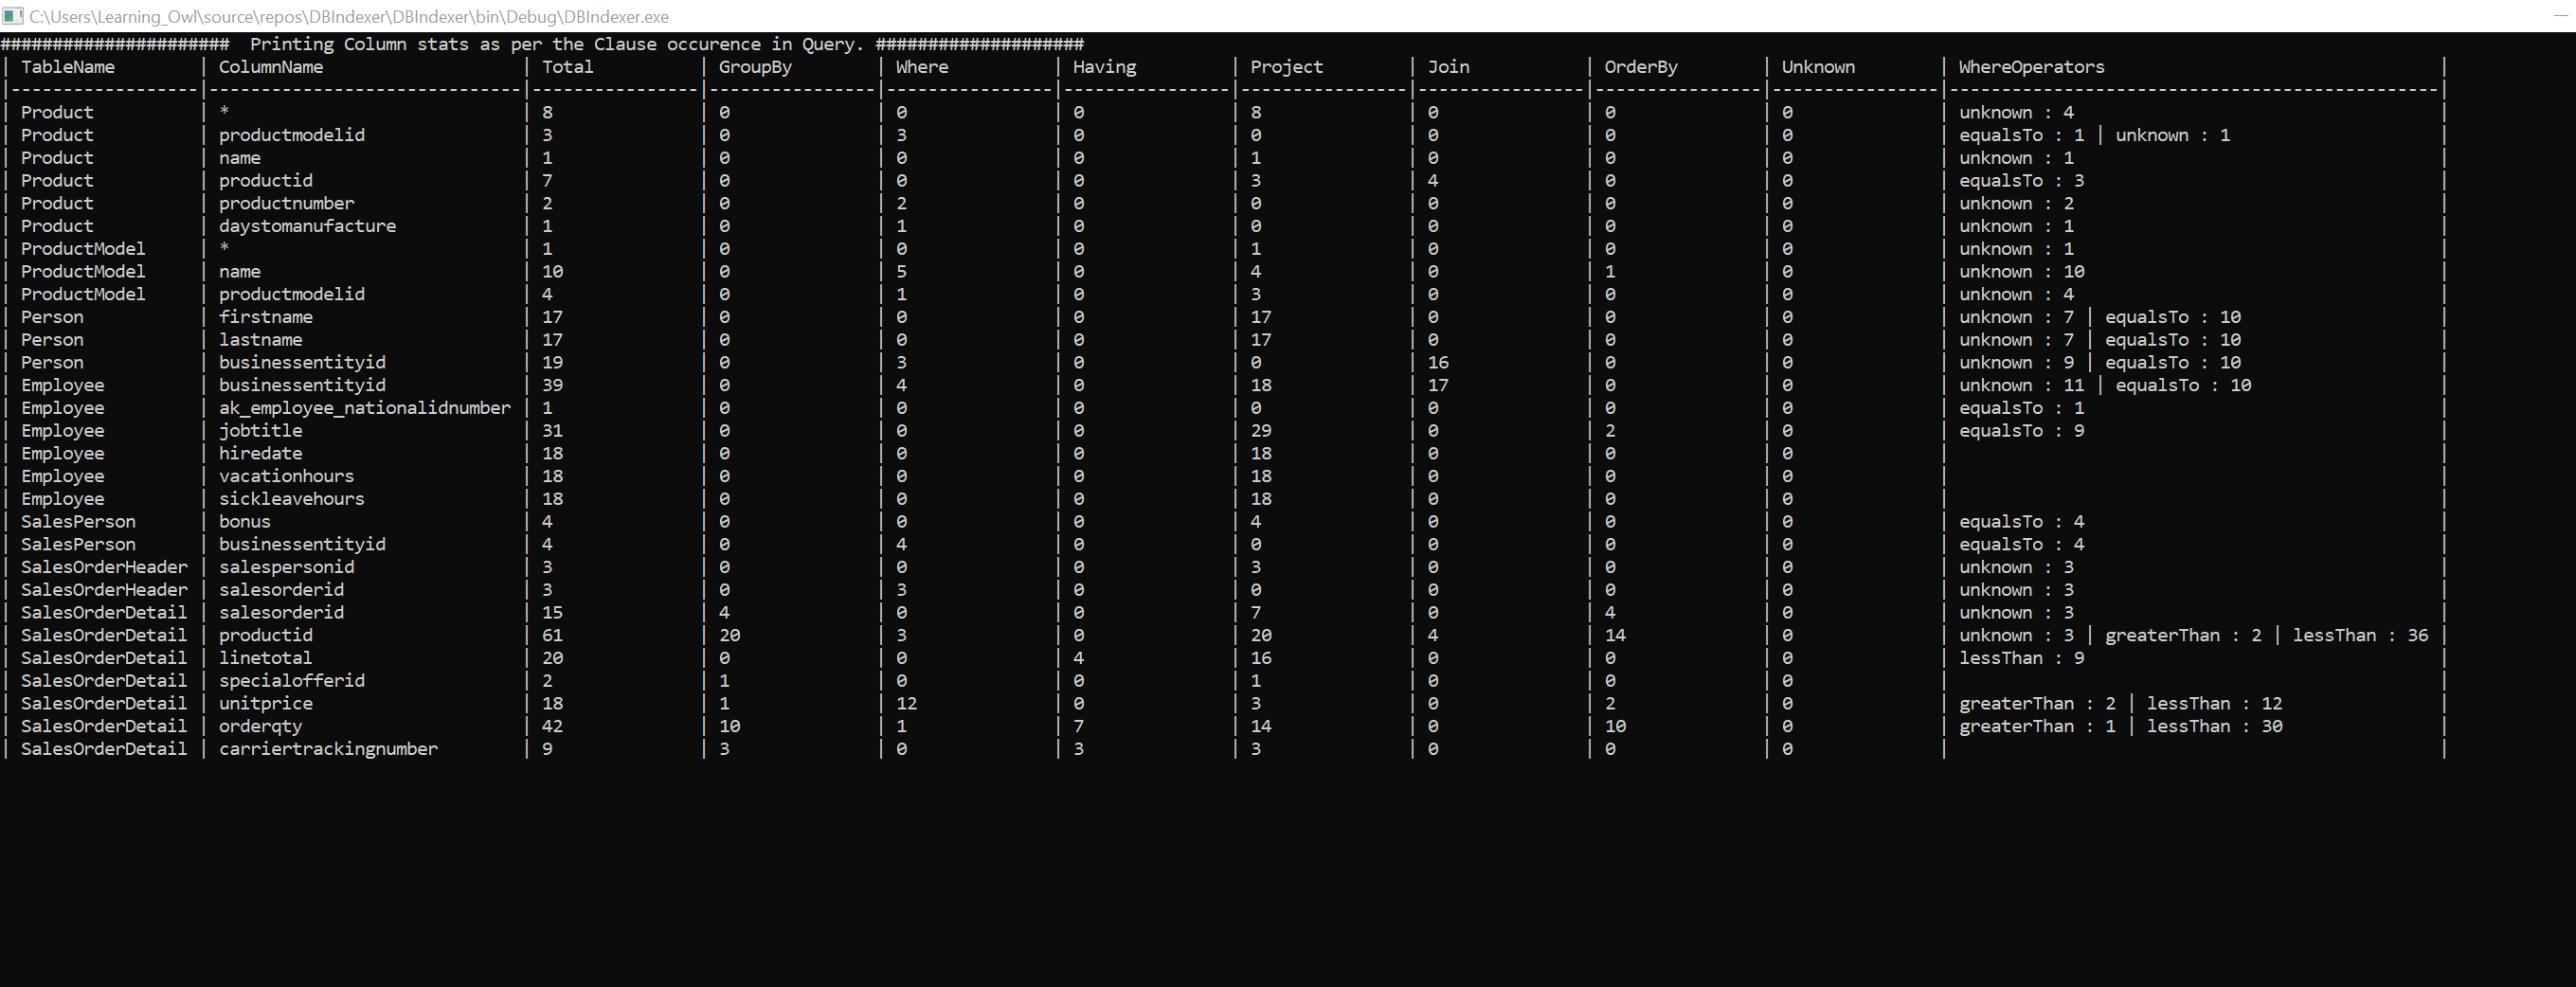 C:\Users\Learning_Owl\source\repos\DBIndexer\DBIndexer\bin\Debug\DBIndexer.exe
###################### Printing Column stats as per the Clause occurence in Query. ####################
| TableName | ColumnName | Total | GroupBy | Where | Having | Project | Join | OrderBy | Unknown | WhereOperators |
|------------------|------------------------------|----------------|----------------|----------------|----------------|----------------|----------------|----------------|----------------|-----------------------------------------------|
| Product | * | 8 | 0 | 0 | 0 | 8 | 0 | 0 | 0 | unknown : 4 |
| Product | productmodelid | 3 | 0 | 3 | 0 | 0 | 0 | 0 | 0 | equalsTo : 1 | unknown : 1 |
| Product | name | 1 | 0 | 0 | 0 | 1 | 0 | 0 | 0 | unknown : 1 |
| Product | productid | 7 | 0 | 0 | 0 | 3 | 4 | 0 | 0 | equalsTo : 3 |
| Product | productnumber | 2 | 0 | 2 | 0 | 0 | 0 | 0 | 0 | unknown : 2 |
| Product | daystomanufacture | 1 | 0 | 1 | 0 | 0 | 0 | 0 | 0 | unknown : 1 |
| ProductModel | * | 1 | 0 | 0 | 0 | 1 | 0 | 0 | 0 | unknown : 1 |
| ProductModel | name | 10 | 0 | 5 | 0 | 4 | 0 | 1 | 0 | unknown : 10 |
| ProductModel | productmodelid | 4 | 0 | 1 | 0 | 3 | 0 | 0 | 0 | unknown : 4 |
| Person | firstname | 17 | 0 | 0 | 0 | 17 | 0 | 0 | 0 | unknown : 7 | equalsTo : 10 |
| Person | lastname | 17 | 0 | 0 | 0 | 17 | 0 | 0 | 0 | unknown : 7 | equalsTo : 10 |
| Person | businessentityid | 19 | 0 | 3 | 0 | 0 | 16 | 0 | 0 | unknown : 9 | equalsTo : 10 |
| Employee | businessentityid | 39 | 0 | 4 | 0 | 18 | 17 | 0 | 0 | unknown : 11 | equalsTo : 10 |
| Employee | ak_employee_nationalidnumber | 1 | 0 | 0 | 0 | 0 | 0 | 0 | 0 | equalsTo : 1 |
| Employee | jobtitle | 31 | 0 | 0 | 0 | 29 | 0 | 2 | 0 | equalsTo : 9 |
| Employee | hiredate | 18 | 0 | 0 | 0 | 18 | 0 | 0 | 0 | |
| Employee | vacationhours | 18 | 0 | 0 | 0 | 18 | 0 | 0 | 0 | |
| Employee | sickleavehours | 18 | 0 | 0 | 0 | 18 | 0 | 0 | 0 | |
| SalesPerson | bonus | 4 | 0 | 0 | 0 | 4 | 0 | 0 | 0 | equalsTo : 4 |
| SalesPerson | businessentityid | 4 | 0 | 4 | 0 | 0 | 0 | 0 | 0 | equalsTo : 4 |
| SalesOrderHeader | salespersonid | 3 | 0 | 0 | 0 | 3 | 0 | 0 | 0 | unknown : 3 |
| SalesOrderHeader | salesorderid | 3 | 0 | 3 | 0 | 0 | 0 | 0 | 0 | unknown : 3 |
| SalesOrderDetail | salesorderid | 15 | 4 | 0 | 0 | 7 | 0 | 4 | 0 | unknown : 3 |
| SalesOrderDetail | productid | 61 | 20 | 3 | 0 | 20 | 4 | 14 | 0 | unknown : 3 | greaterThan : 2 | lessThan : 36 |
| SalesOrderDetail | linetotal | 20 | 0 | 0 | 4 | 16 | 0 | 0 | 0 | lessThan : 9 |
| SalesOrderDetail | specialofferid | 2 | 1 | 0 | 0 | 1 | 0 | 0 | 0 | |
| SalesOrderDetail | unitprice | 18 | 1 | 12 | 0 | 3 | 0 | 2 | 0 | greaterThan : 2 | lessThan : 12 |
| SalesOrderDetail | orderqty | 42 | 10 | 1 | 7 | 14 | 0 | 10 | 0 | greaterThan : 1 | lessThan : 30 |
| SalesOrderDetail | carriertrackingnumber | 9 | 3 | 0 | 3 | 3 | 0 | 0 | 0 | |